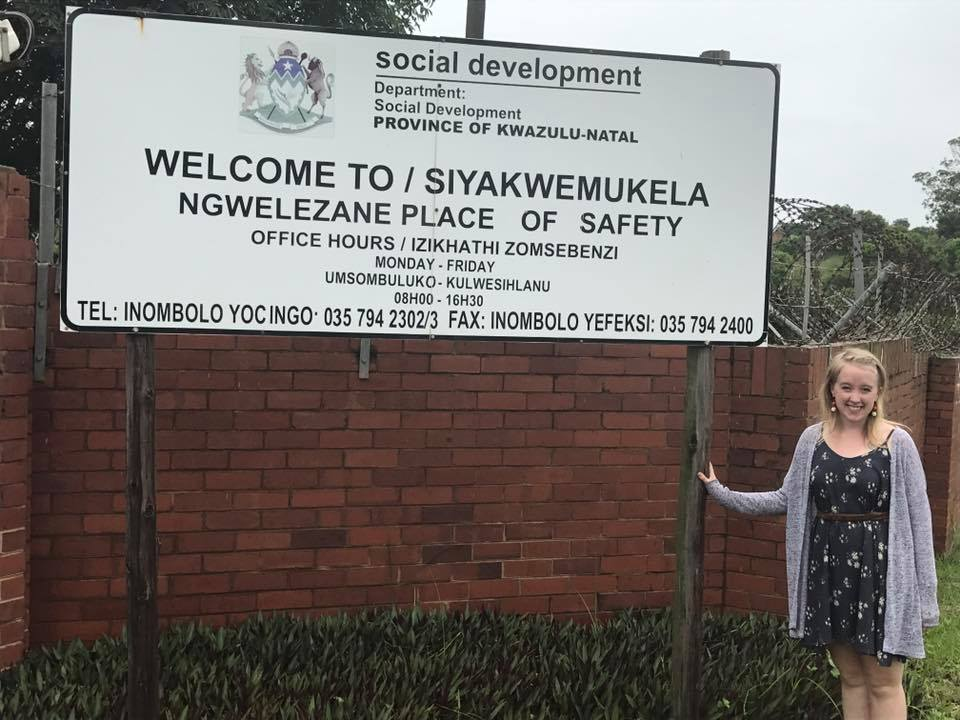 social development
Department:
Social Development
PROVINCE OF KWAZULU-NATAL
WELCOME TO / SIYAKWEMUKELA
NGWELEZANE PLACE OF SAFETY
OFFICE HOURS / IZIKHATHI ZOMSEBENZI
MONDAY - FRIDAY
UMSOMBULUKO - KULWESIHLANU
08H00 - 16H30
TEL: INOMBOLO YOCINGO: 035 794 2302/3 FAX: INOMBOLO YEFEKSI: 035 794 2400